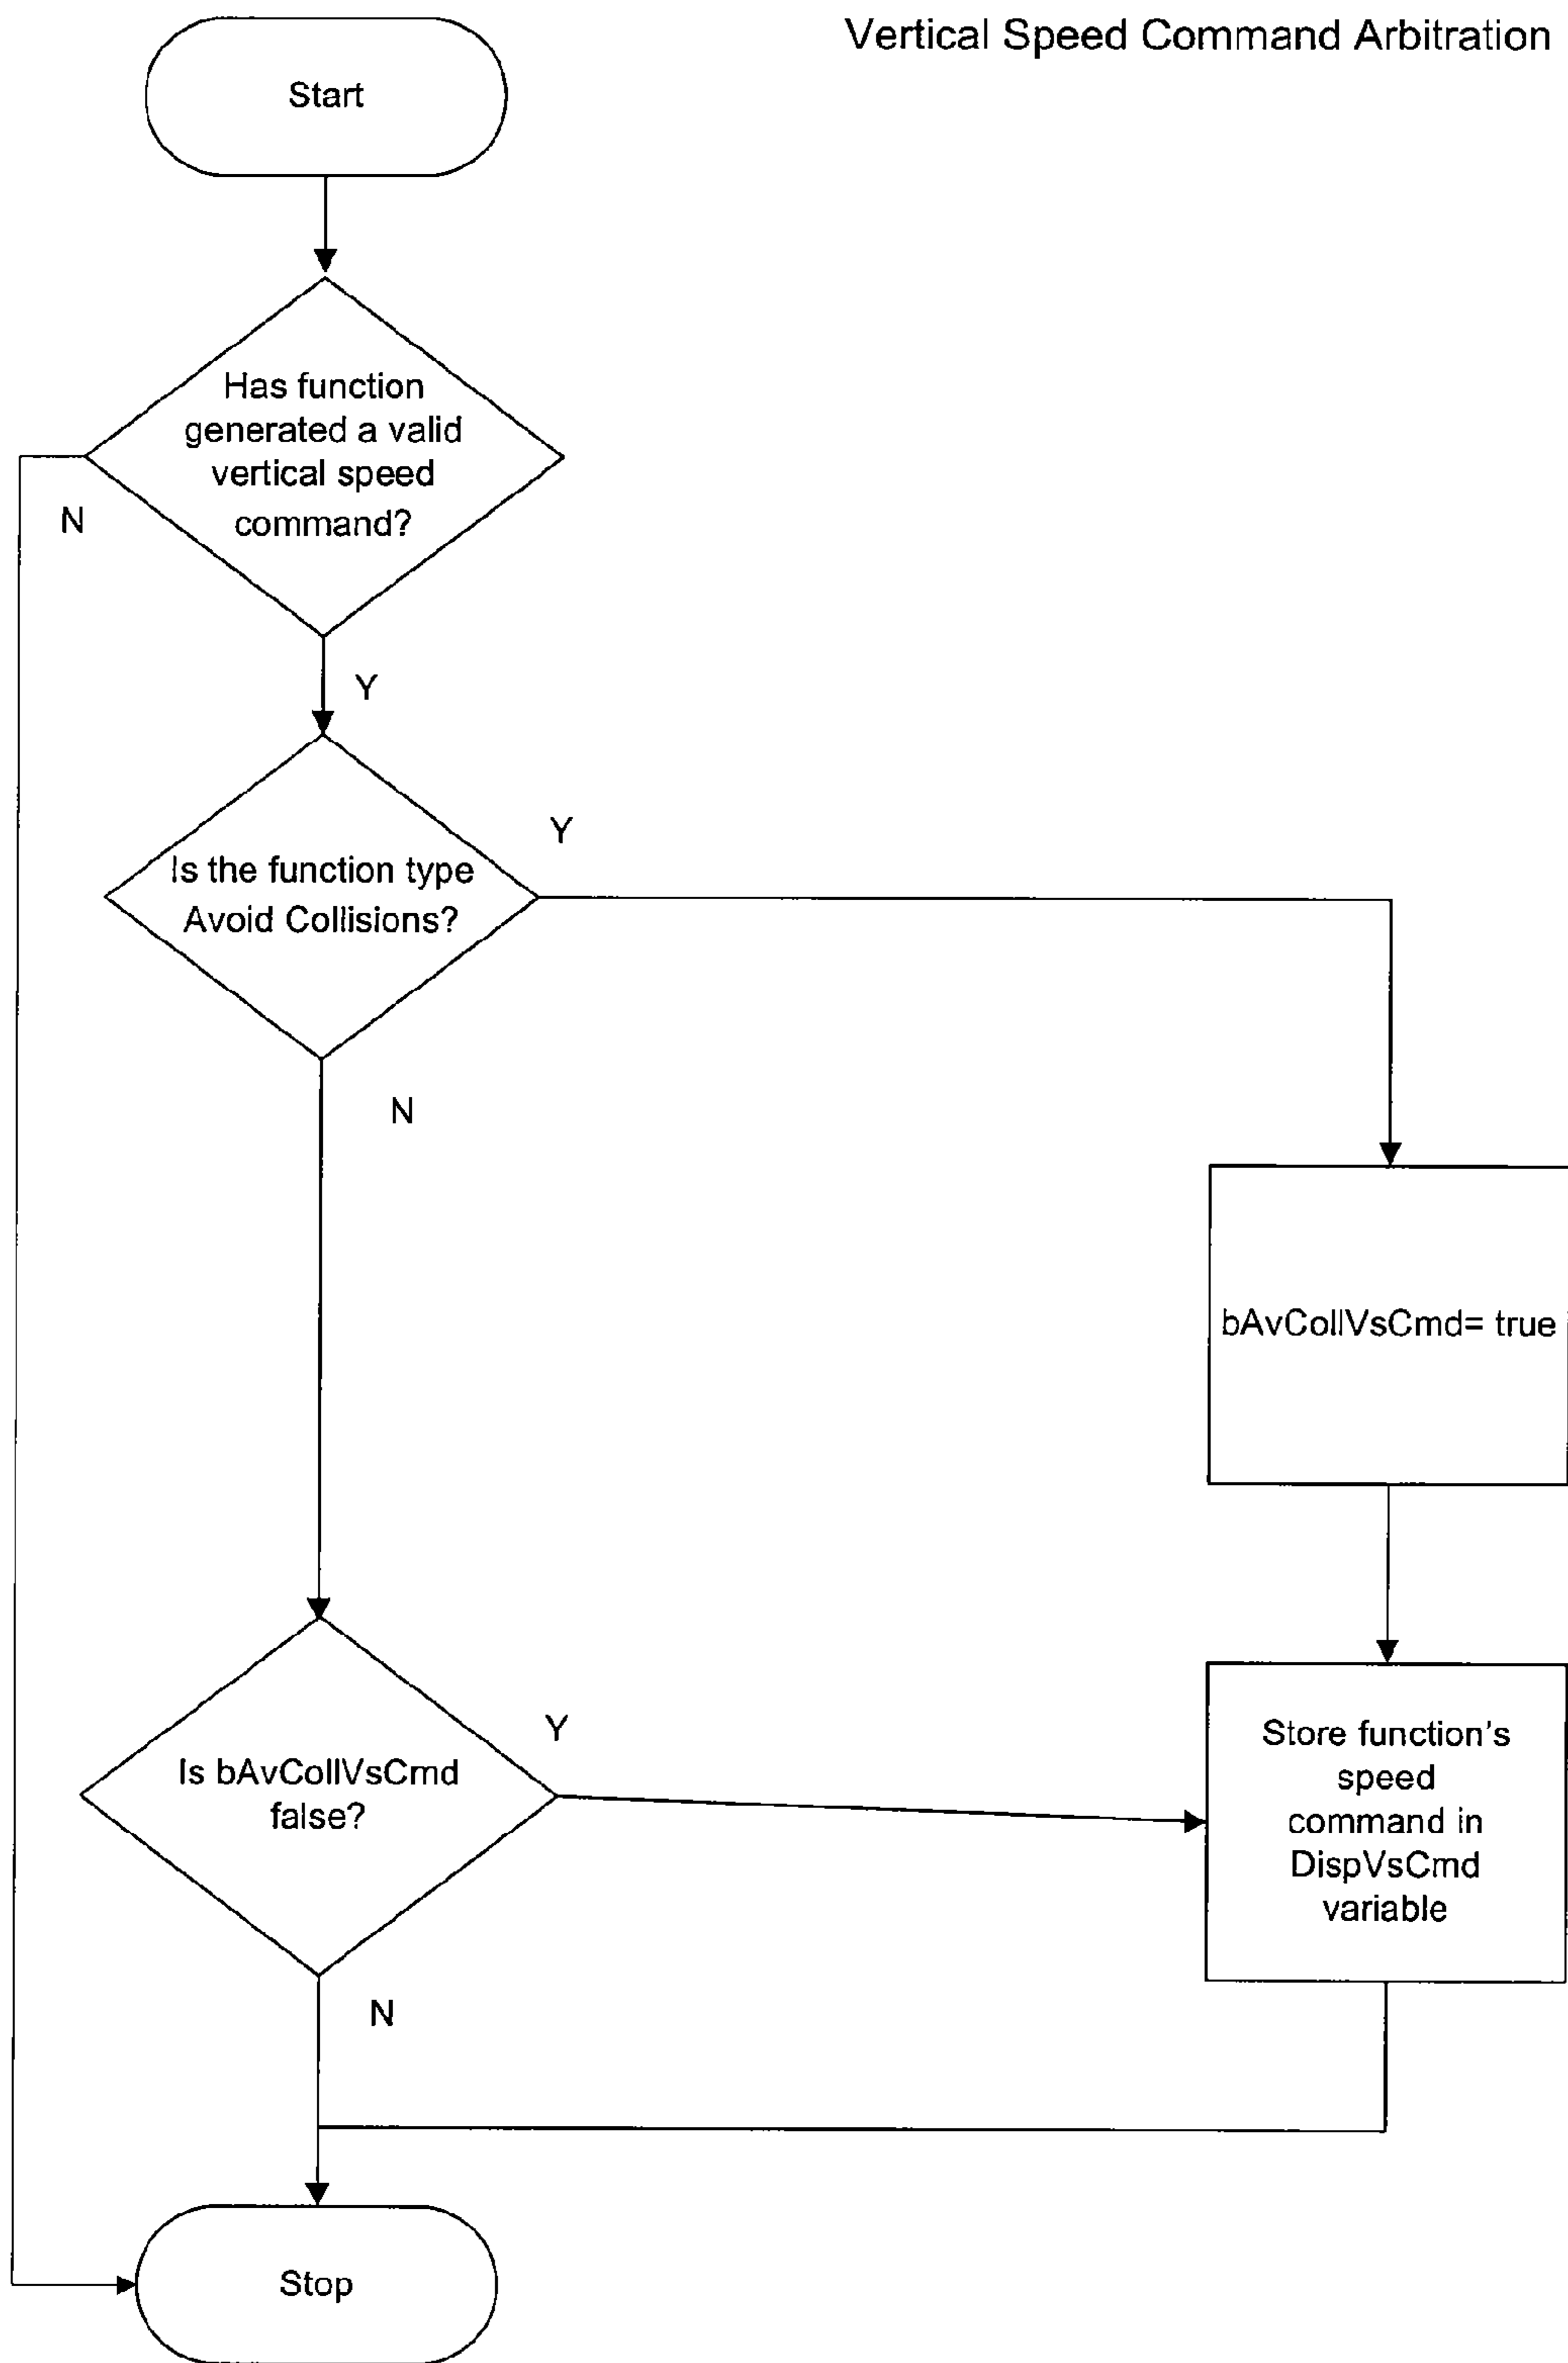 Vertical Speed Command Arbitration
Start
Has function
generated a valid
vertical speed
command?
N
Y
Is the function type
Avoid Collisions?
Y
N
bAvCollVsCmd= true
Is bAvCollVsCmd
false?
Y
N
Store function's
speed
command in
DispVsCmd
variable
Stop